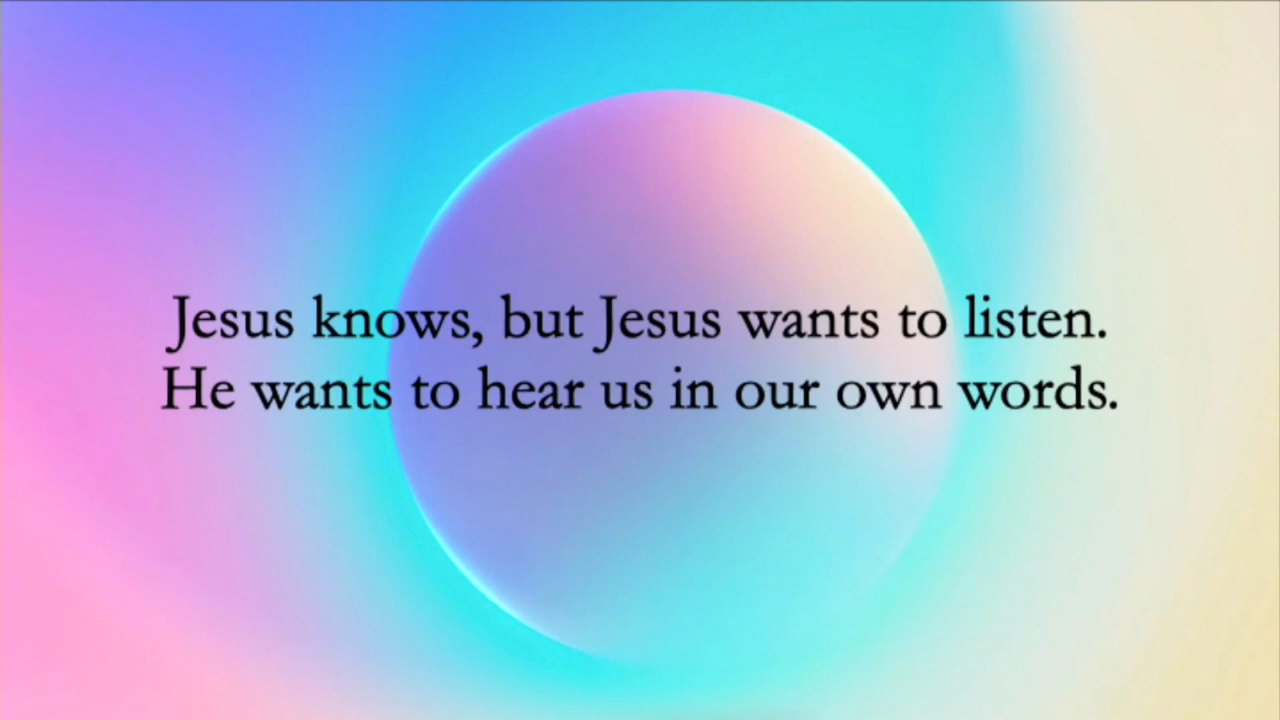 Jesus knows, but Jesus wants to listen.
He wants to hear us in our own words.